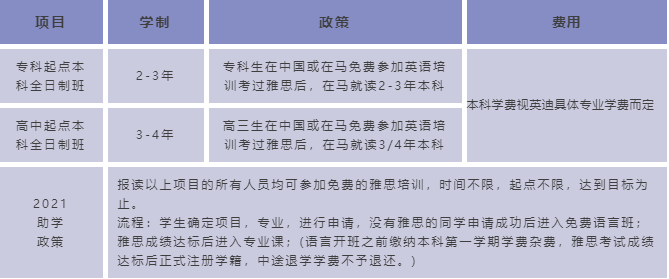 项目 学制 政策 费用
专科起点本
科全日制班
2-3年
专科生在中国或在马免费参加英语培
训考过雅思后，在马就读2-3年本科
本科学费视英迪具体专业学费而定
高中起点本
科全日制班
3-4年
高三生在中国或在马免费参加英语培
训考过雅思后，在马就读3/4年本科
2021
助学
政策
报读以上项目的所有人员均可参加免费的雅思培训，时间不限，起点不限，达到目标为
止。
流程：学生确定项目，专业，进行申请，没有雅思的同学申请成功后进入免费语言班；
雅思成绩达标后进入专业课；(语言开班之前缴纳本科第一学期学费杂费，雅思考试成绩
达标后正式注册学籍，中途退学学费不予退还。)